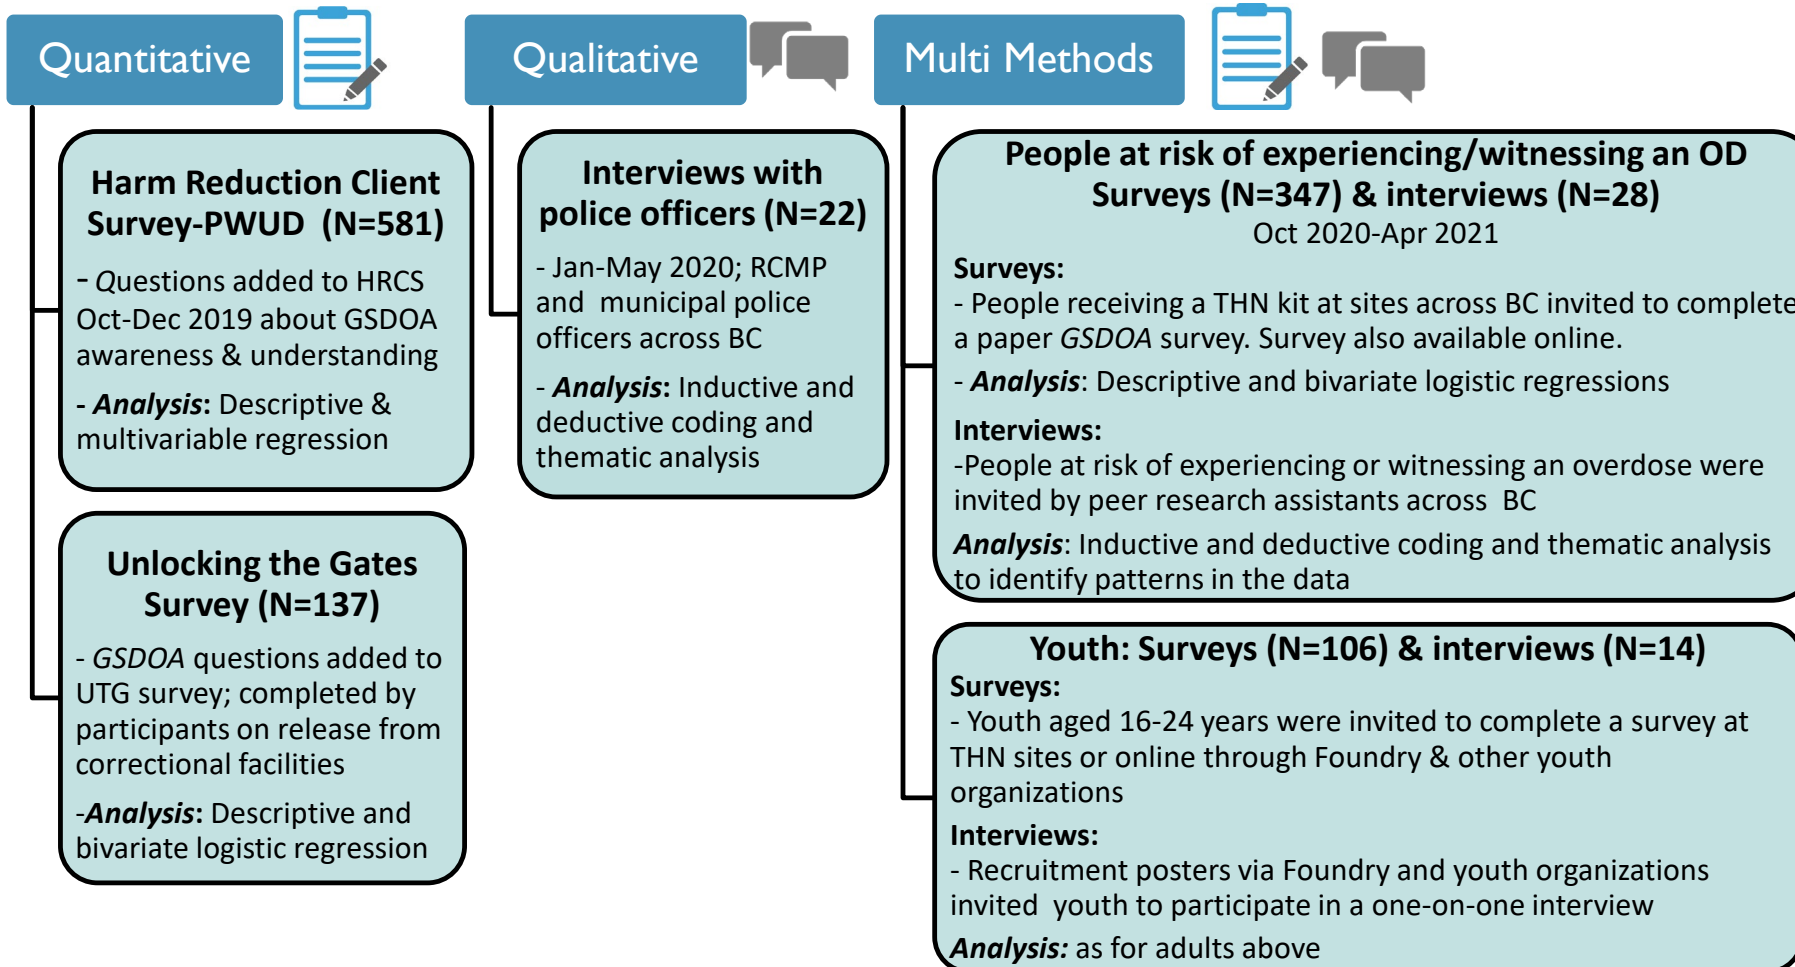 Quantitative
Harm Reduction Client
Survey-PWUD (N=581)
- Questions added to HRCS
Oct-Dec 2019 about GSDOA
awareness & understanding
- Analysis: Descriptive &
multivariable regression
Unlocking the Gates
Survey (N=137)
- GSDOA questions added to
UTG survey; completed by
participants on release from
correctional facilities
-Analysis: Descriptive and
bivariate logistic regression
Qualitative
Interviews with
police officers (N=22)
- Jan-May 2020; RCMP
and municipal police
officers across BC
- Analysis: Inductive and
deductive coding and
thematic analysis
Multi Methods
People at risk of experiencing/witnessing an OD
Surveys (N=347) & interviews (N=28)
Oct 2020-Apr 2021
Surveys:
- People receiving a THN kit at sites across BC invited to complete
a paper GSDOA survey. Survey also available online.
- Analysis: Descriptive and bivariate logistic regressions
Interviews:
-People at risk of experiencing or witnessing an overdose were
invited by peer research assistants across BC
Analysis: Inductive and deductive coding and thematic analysis
to identify patterns in the data
Youth: Surveys (N=106) & interviews (N=14)
Surveys:
- Youth aged 16-24 years were invited to complete a survey at
THN sites or online through Foundry & other youth
organizations
Interviews:
- Recruitment posters via Foundry and youth organizations
invited youth to participate in a one-on-one interview
Analysis: as for adults above